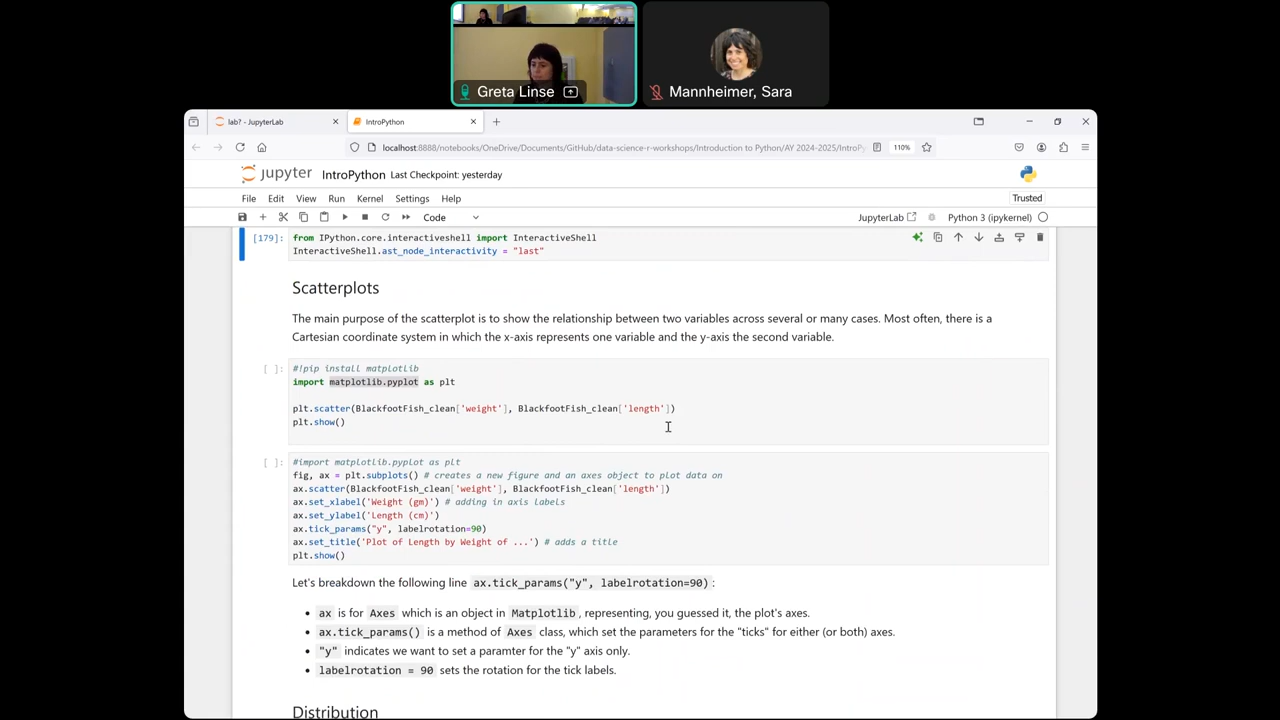 Greta Linse
Mannheimer, Sara
lab? - JupyterLab
IntroPython
localhost:8888/notebooks/OneDrive/Documents/GitHub/data-science-r-workshops/Introduction to Python/AY 2024-2025/IntroPy
110%
jupyter IntroPython Last Checkpoint: yesterday
File Edit View Run Kernel Settings Help
Trusted
Code
JupyterLab
Python 3 (ipykernel)
[179]: from IPython.core.interactiveshell import InteractiveShell
InteractiveShell.ast_node_interactivity = "last"
Scatterplots
The main purpose of the scatterplot is to show the relationship between two variables across several or many cases. Most often, there is a
Cartesian coordinate system in which the x-axis represents one variable and the y-axis the second variable.
[ ]: #!pip install matplotlib
import matplotlib.pyplot as plt
plt.scatter(BlackfootFish_clean['weight'], BlackfootFish_clean['length'])
plt.show()
[ ]: #import matplotlib.pyplot as plt
fig, ax = plt.subplots() # creates a new figure and an axes object to plot data on
ax.scatter(BlackfootFish_clean['weight'], BlackfootFish_clean['length'])
ax.set_xlabel('Weight (gm)') # adding in axis labels
ax.set_ylabel('Length (cm)')
ax.tick_params("y", labelrotation=90)
ax.set_title('Plot of Length by Weight of ...') # adds a title
plt.show()
Let's breakdown the following line ax.tick_params("y", labelrotation=90) :
• ax is for Axes which is an object in Matplotlib , representing, you guessed it, the plot's axes.
• ax.tick_params() is a method of Axes class, which set the parameters for the "ticks" for either (or both) axes.
• "y" indicates we want to set a paramter for the "y" axis only.
• labelrotation = 90 sets the rotation for the tick labels.
Distribution